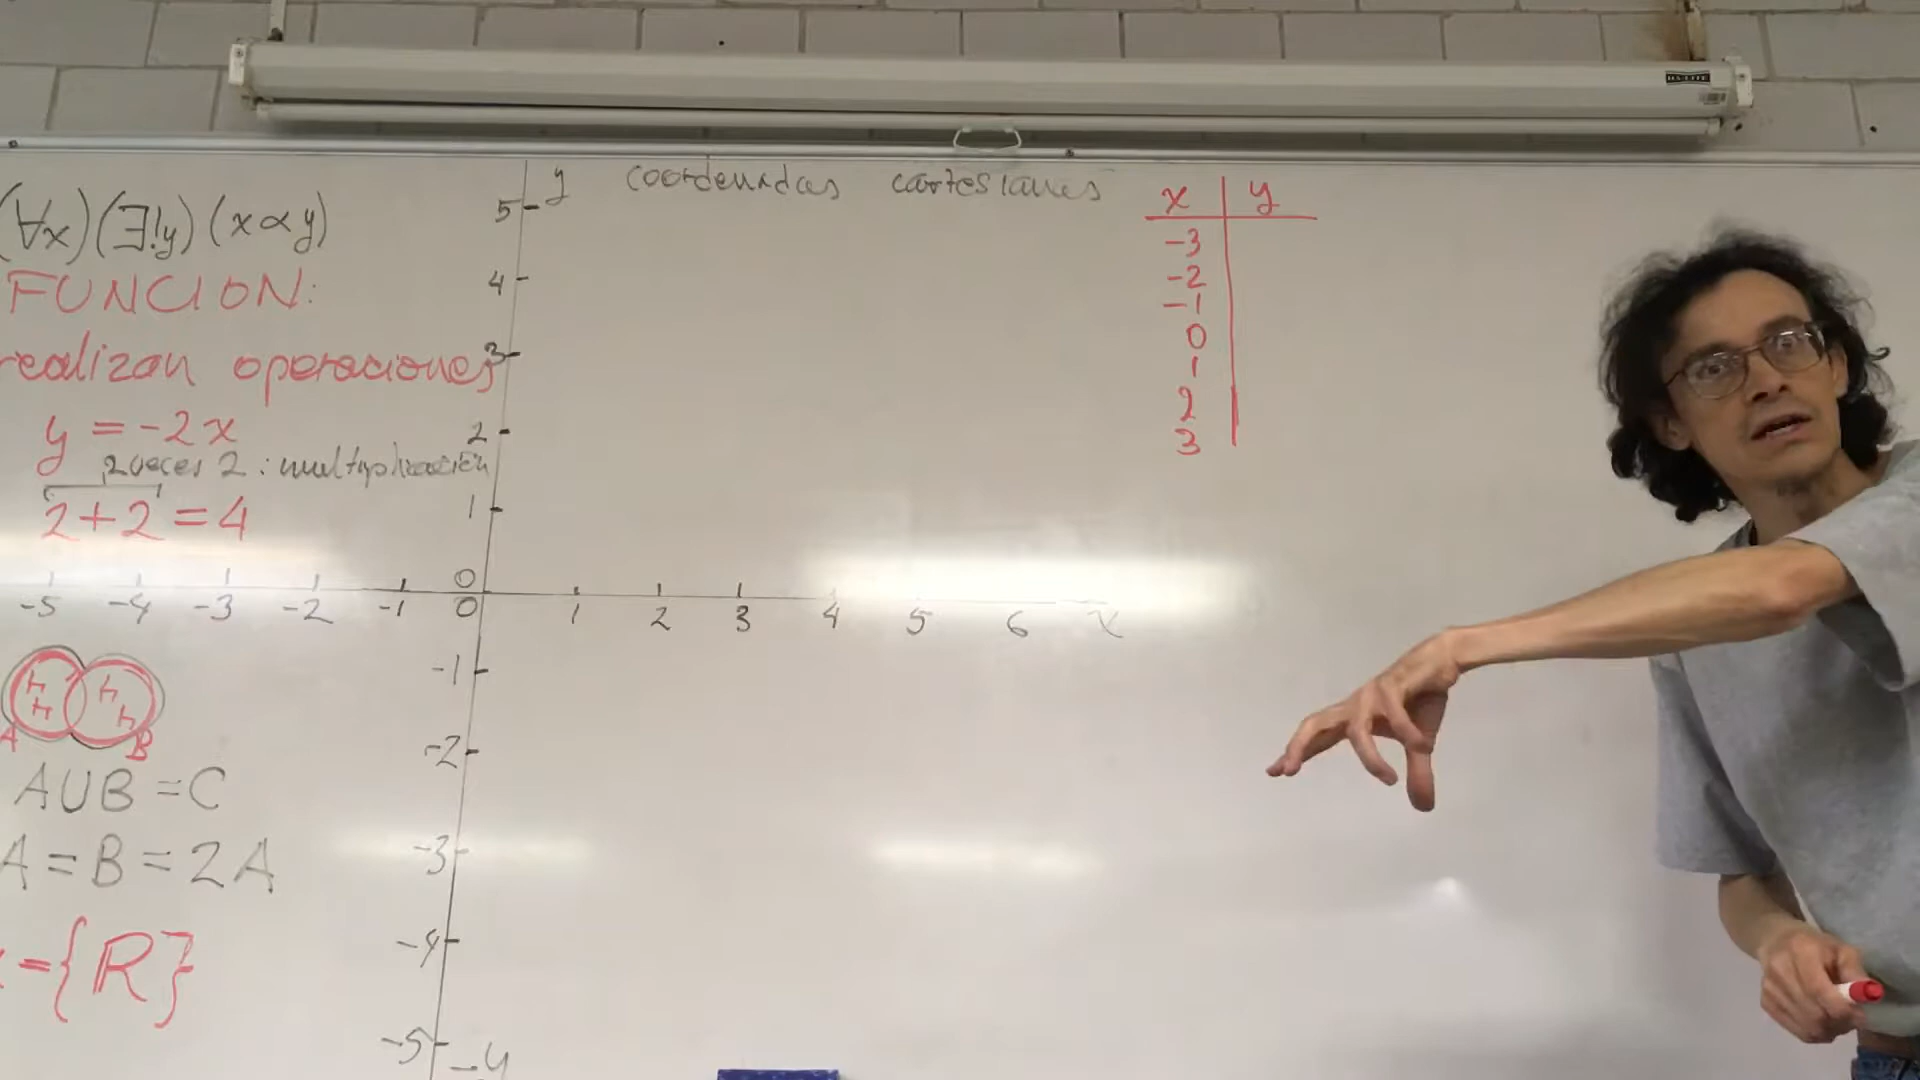 (∀x)(∃!y)(x∝y)
FUNCION:
realizan operaciones
y = -2x
2veces 2 : multiplicación
2+2 = 4
A B
AUB = C
A = B = 2A
={R}
y coordenadas cartesianas
5
4
3
2
1
0
-5 -4 -3 -2 -1 0 1 2 3 4 5 6 x
-1
-2
-3
-4
-5 -y
x y
-3
-2
-1
0
1
2
3